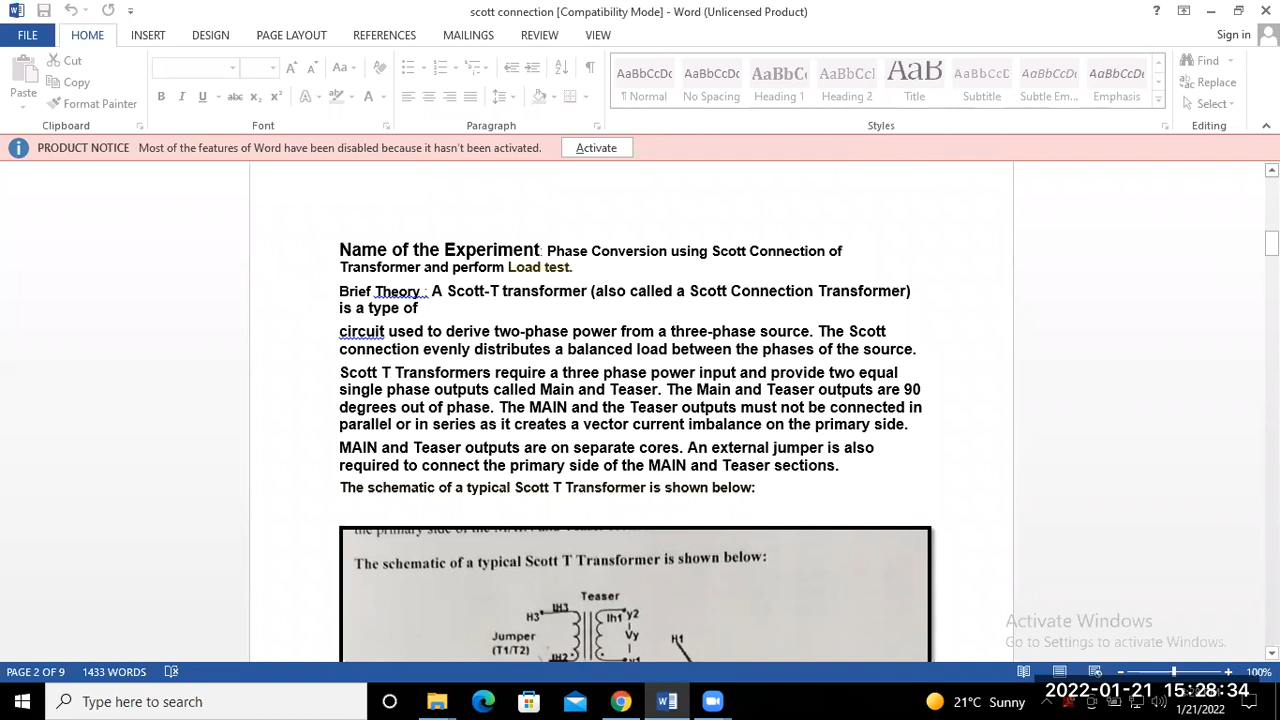 scott connection [Compatibility Mode] - Word (Unlicensed Product)
FILE HOME INSERT DESIGN PAGE LAYOUT REFERENCES MAILINGS REVIEW VIEW Sign in
Cut
Copy
Format Painter
Paste
Clipboard
Font
Paragraph
AaBbCcDc AaBbCcDc AaBbC AaBbCcI AaB AaBbCcD AaBbCcDc AaBbCcDc
¶ Normal No Spacing Heading 1 Heading 2 Title Subtitle Subtle Em... Emphasis
Styles
Find
Replace
Select
Editing
PRODUCT NOTICE Most of the features of Word have been disabled because it hasn't been activated. Activate
Name of the Experiment: Phase Conversion using Scott Connection of
Transformer and perform Load test.
Brief Theory : A Scott-T transformer (also called a Scott Connection Transformer)
is a type of
circuit used to derive two-phase power from a three-phase source. The Scott
connection evenly distributes a balanced load between the phases of the source.
Scott T Transformers require a three phase power input and provide two equal
single phase outputs called Main and Teaser. The Main and Teaser outputs are 90
degrees out of phase. The MAIN and the Teaser outputs must not be connected in
parallel or in series as it creates a vector current imbalance on the primary side.
MAIN and Teaser outputs are on separate cores. An external jumper is also
required to connect the primary side of the MAIN and Teaser sections.
The schematic of a typical Scott T Transformer is shown below:
The schematic of a typical Scott T Transformer is shown below:
Teaser
H3 IH3 Ih1 y2
Jumper Vy H1
(T1/T2)
IH2 y1
Activate Windows
Go to Settings to activate Windows.
PAGE 2 OF 9 1433 WORDS 100%
Type here to search
21°C Sunny
2022-01-21 15:28:34
1/21/2022